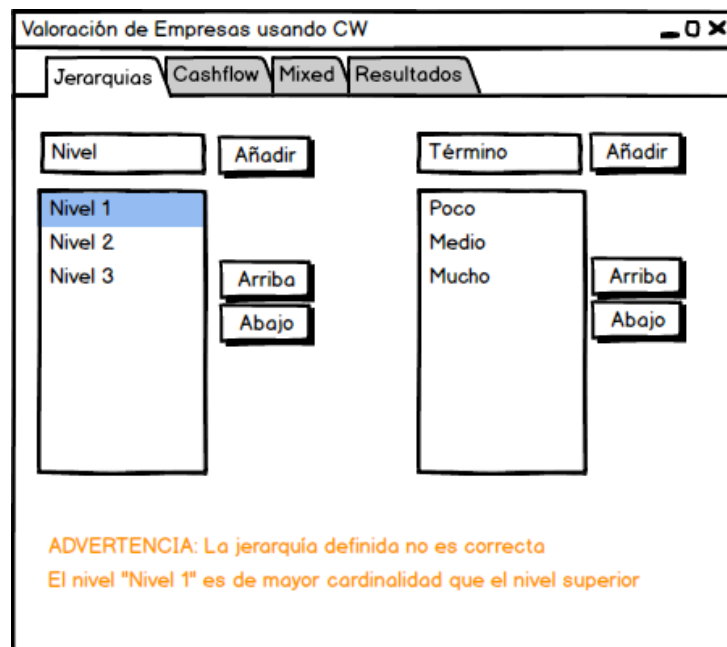 Valoración de Empresas usando CW
Jerarquias Cashflow Mixed Resultados
Nivel Añadir Término Añadir
Nivel 1 Poco
Nivel 2 Medio
Nivel 3 Arriba Mucho Arriba
Abajo Abajo
ADVERTENCIA: La jerarquía definida no es correcta
El nivel "Nivel 1" es de mayor cardinalidad que el nivel superior